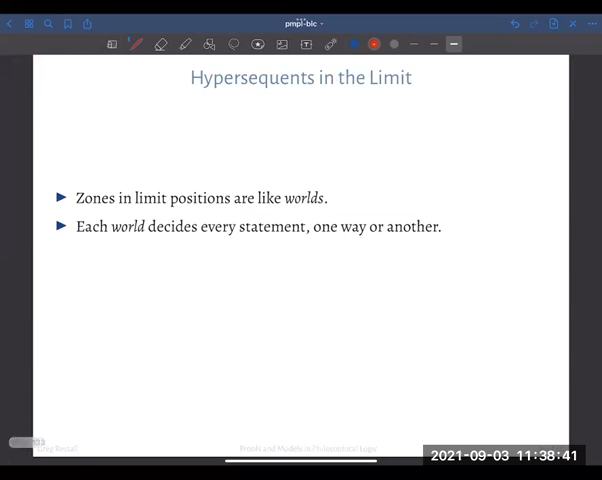 pmpl-bic
Hypersequents in the Limit
Zones in limit positions are like worlds.
Each world decides every statement, one way or another.
Greg Restall
Proofs and Models in Philosophical Logic
2021-09-03 11:38:41